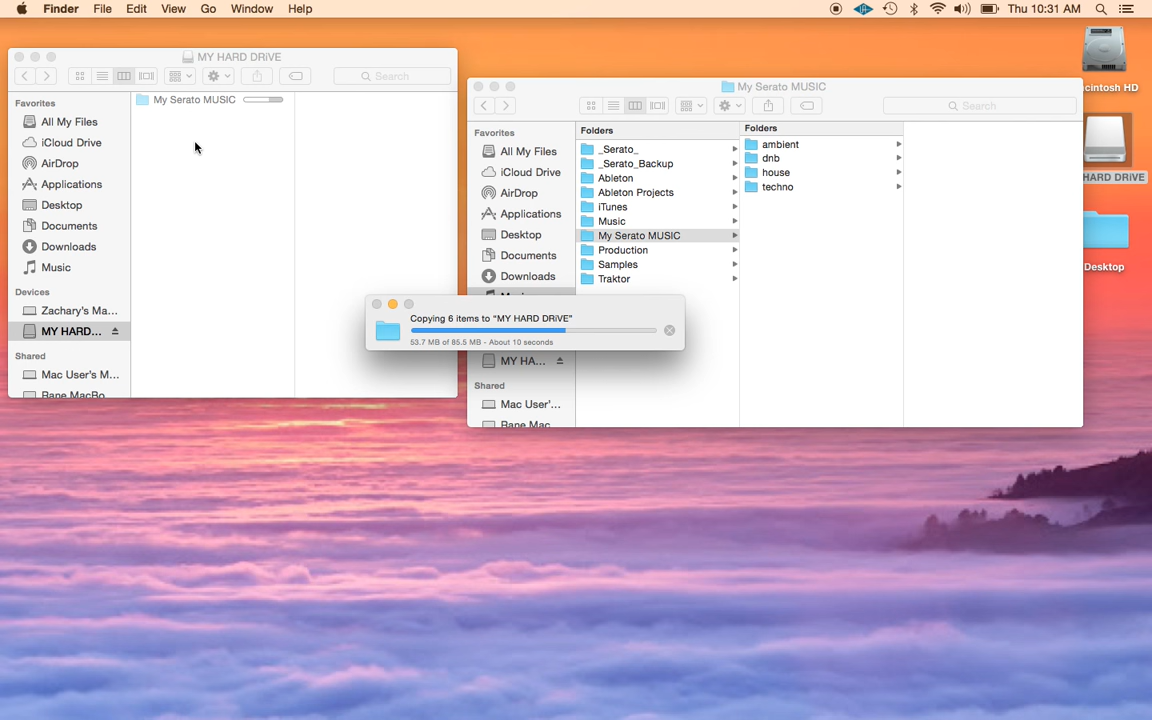 Finder File Edit View Go Window Help Thu 10:31 AM
MY HARD DRiVE
Search
Favorites
All My Files
iCloud Drive
AirDrop
Applications
Desktop
Documents
Downloads
Music
Devices
Zachary's Ma...
MY HARD...
Shared
Mac User's M...
Rane MacBo
My Serato MUSIC
My Serato MUSIC
Search
Favorites
All My Files
iCloud Drive
AirDrop
Applications
Desktop
Documents
Downloads
MY HA...
Shared
Mac User'...
Rane Mac
Folders
_Serato_
_Serato_Backup
Ableton
Ableton Projects
iTunes
Music
My Serato MUSIC
Production
Samples
Traktor
Folders
ambient
dnb
house
techno
Copying 6 items to "MY HARD DRiVE"
53.7 MB of 85.5 MB - About 10 seconds
cintosh HD
HARD DRiVE
Desktop